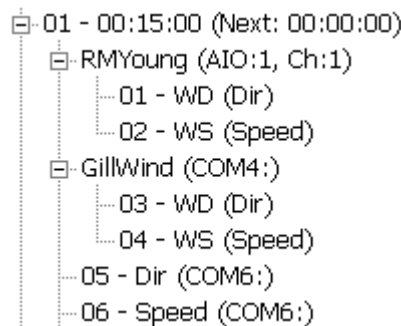 01 - 00:15:00 (Next: 00:00:00)
RMYoung (AIO:1, Ch:1)
01 - WD (Dir)
02 - WS (Speed)
GillWind (COM4:)
03 - WD (Dir)
04 - WS (Speed)
05 - Dir (COM6:)
06 - Speed (COM6:)